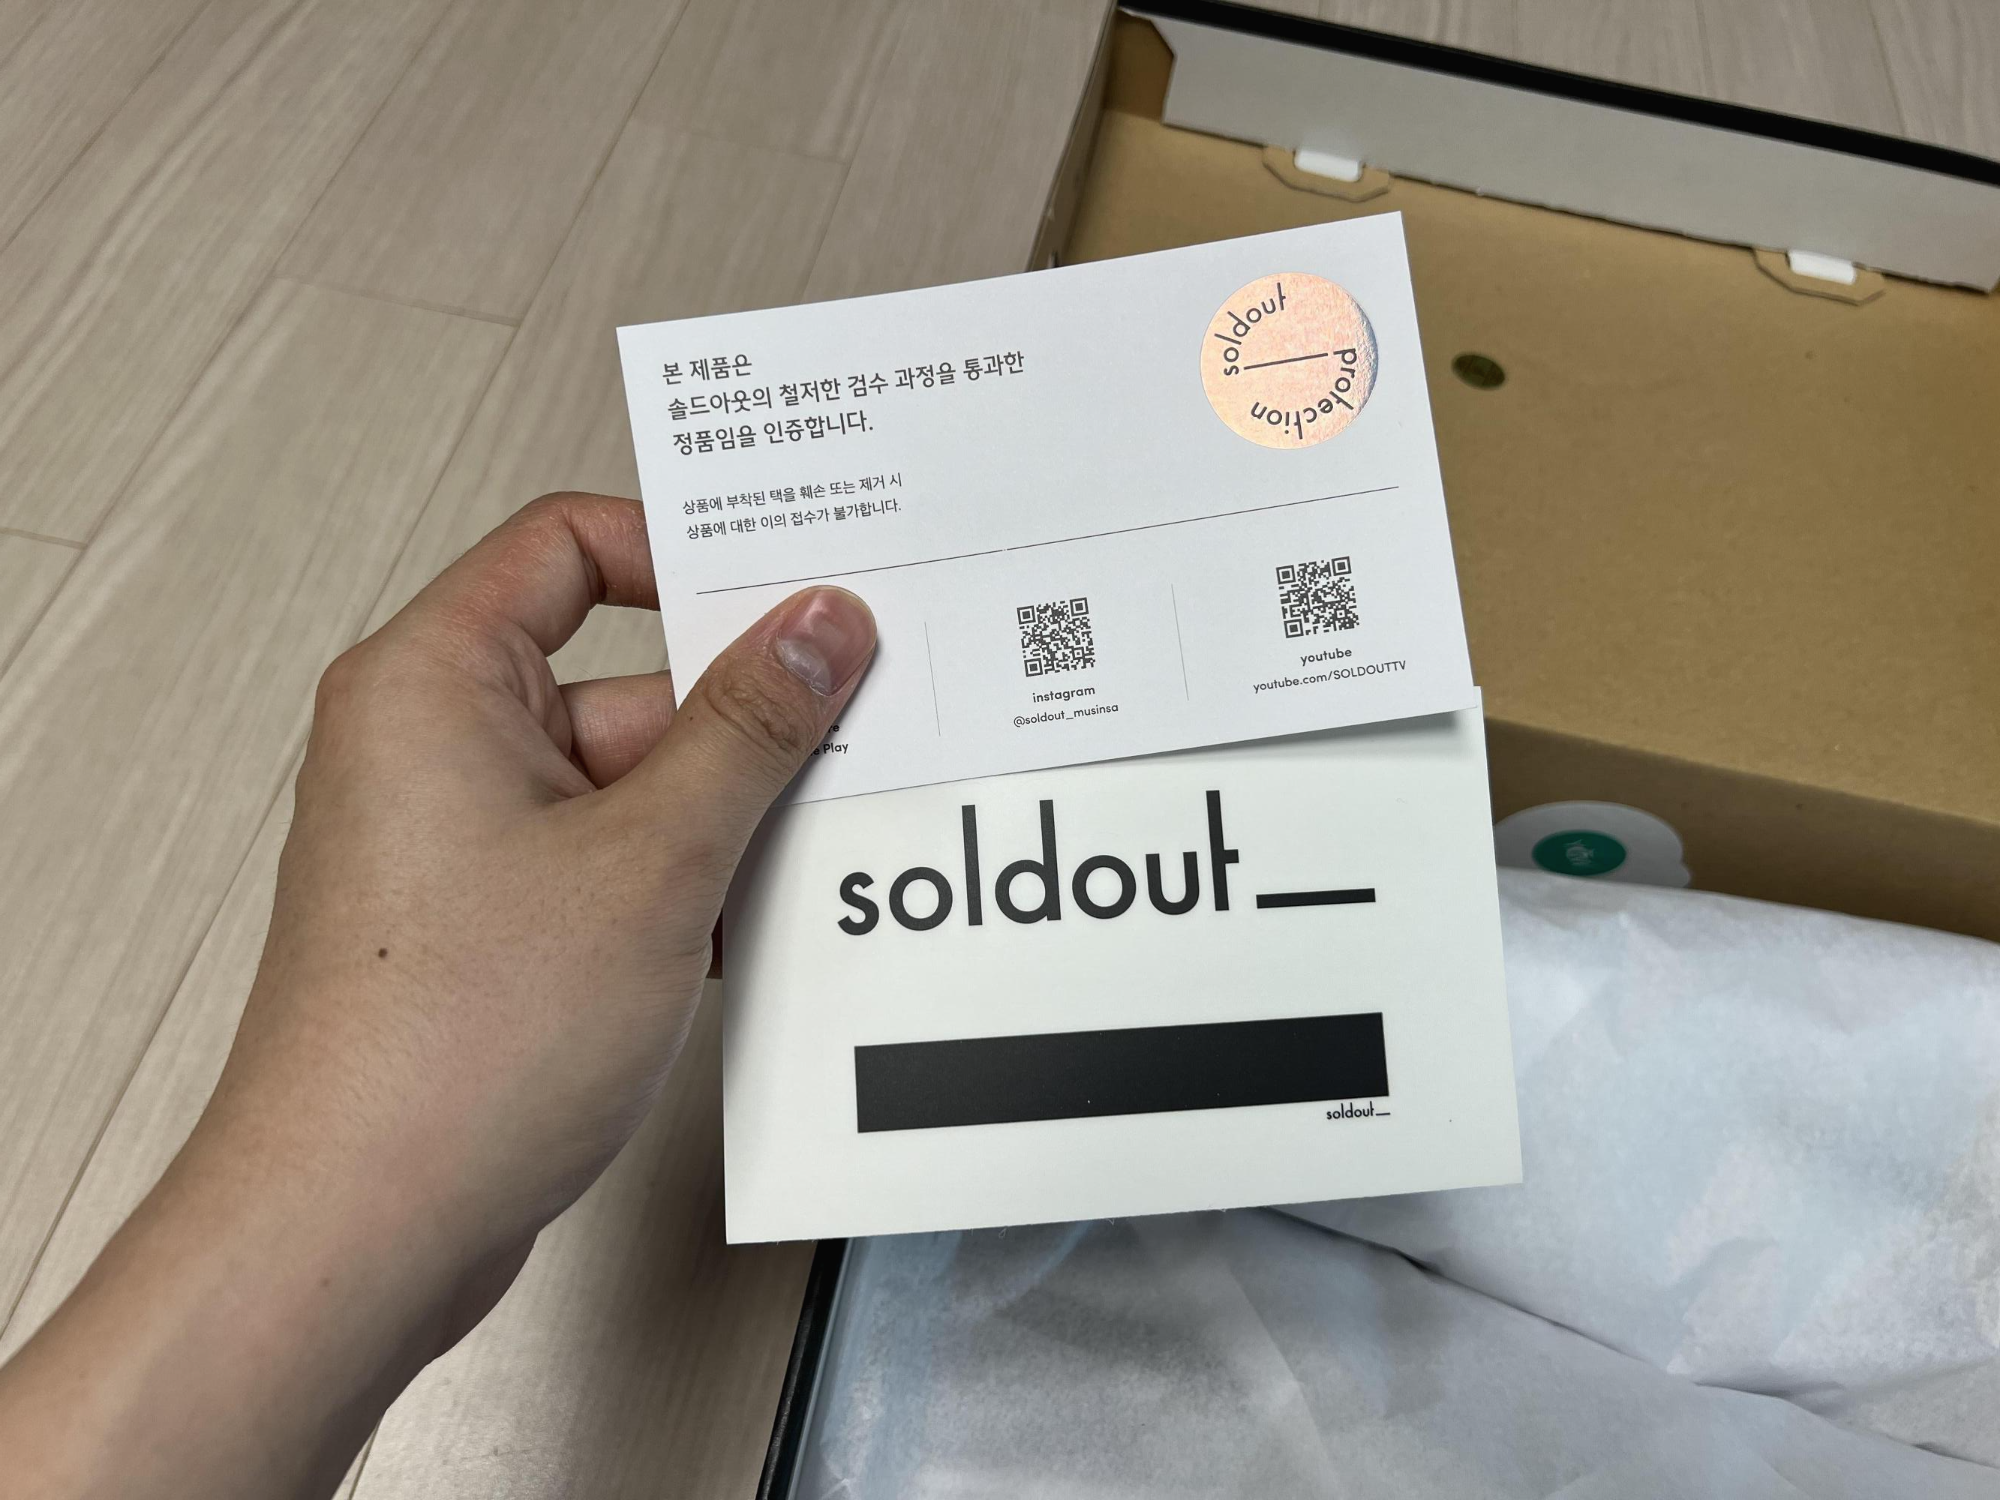 본 제품은
솔드아웃의 철저한 검수 과정을 통과한
정품임을 인증합니다.
상품에 부착된 택을 훼손 또는 제거 시
상품에 대한 이의 접수가 불가합니다.
soldout
protection
instagram
@soldout_musinsa
youtube
youtube.com/SOLDOUTTV
Play
soldout_
soldout_